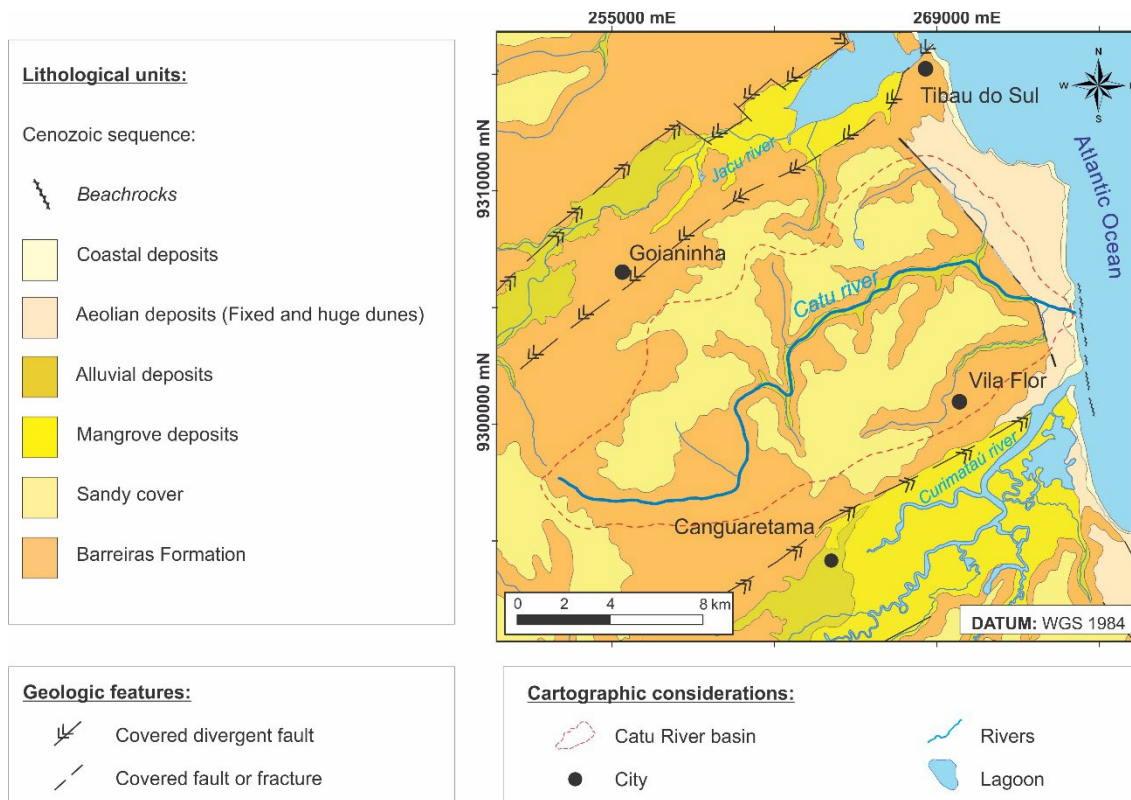 Lithological units:
Cenozoic sequence:
Beachrocks
Coastal deposits
Aeolian deposits (Fixed and huge dunes)
Alluvial deposits
Mangrove deposits
Sandy cover
Barreiras Formation
255000 mE
269000 mE
9310000 mN
9300000 mN
N
W
S
Tibau do Sul
Jacu river
Atlantic Ocean
Goianinha
Catu river
Vila Flor
Curimataú river
Canguaretama
0 2 4 8 km
DATUM: WGS 1984
Geologic features:
Covered divergent fault
Covered fault or fracture
Cartographic considerations:
Catu River basin
City
Rivers
Lagoon